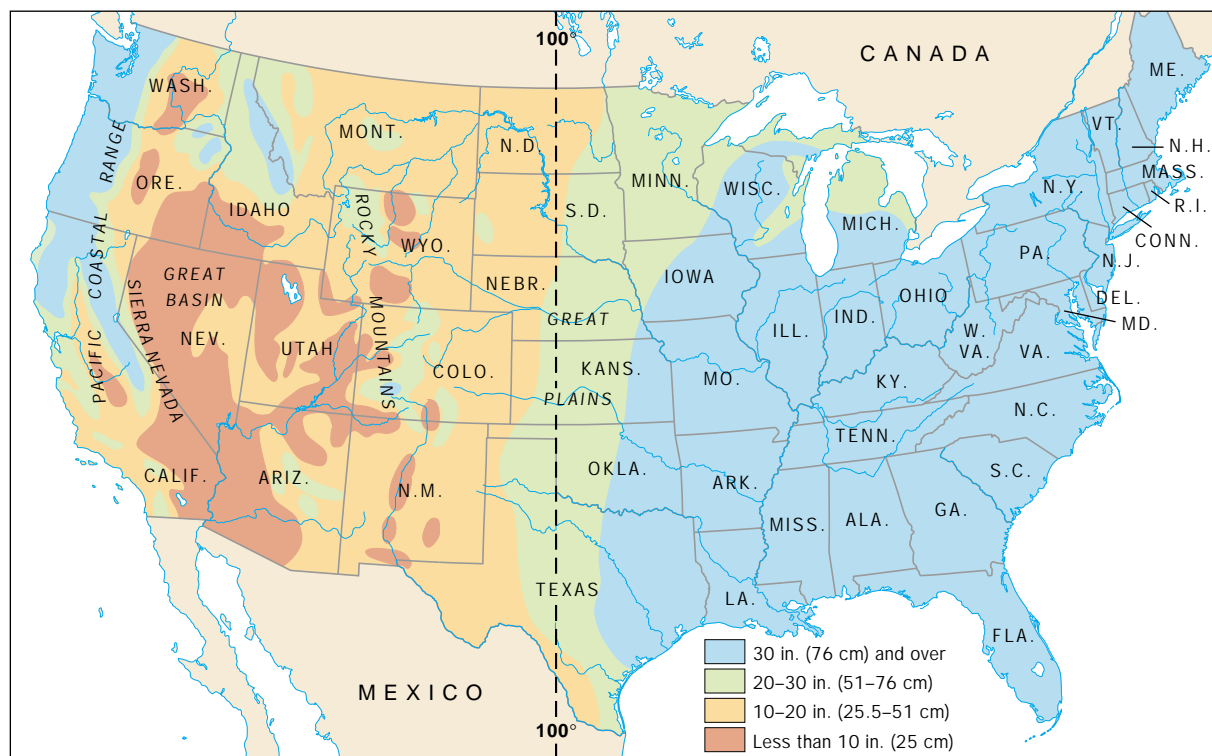 100°
CANADA
WASH.
ME.
MONT.
VT.
N.D.
N.H.
MINN.
MASS.
ORE.
WISC.
N.Y.
R.I.
IDAHO
S.D.
MICH.
CONN.
WYO.
PA.
N.J.
COASTAL RANGE
PACIFIC
ROCKY
MOUNTAINS
GREAT
BASIN
SIERRA NEVADA
NEBR.
IOWA
OHIO
DEL.
MD.
NEV.
UTAH
GREAT
PLAINS
ILL.
IND.
W.
VA.
VA.
COLO.
KANS.
MO.
KY.
N.C.
TENN.
CALIF.
ARIZ.
N.M.
OKLA.
ARK.
S.C.
MISS.
ALA.
GA.
TEXAS
LA.
FLA.
MEXICO
100°
30 in. (76 cm) and over
20–30 in. (51–76 cm)
10–20 in. (25.5–51 cm)
Less than 10 in. (25 cm)